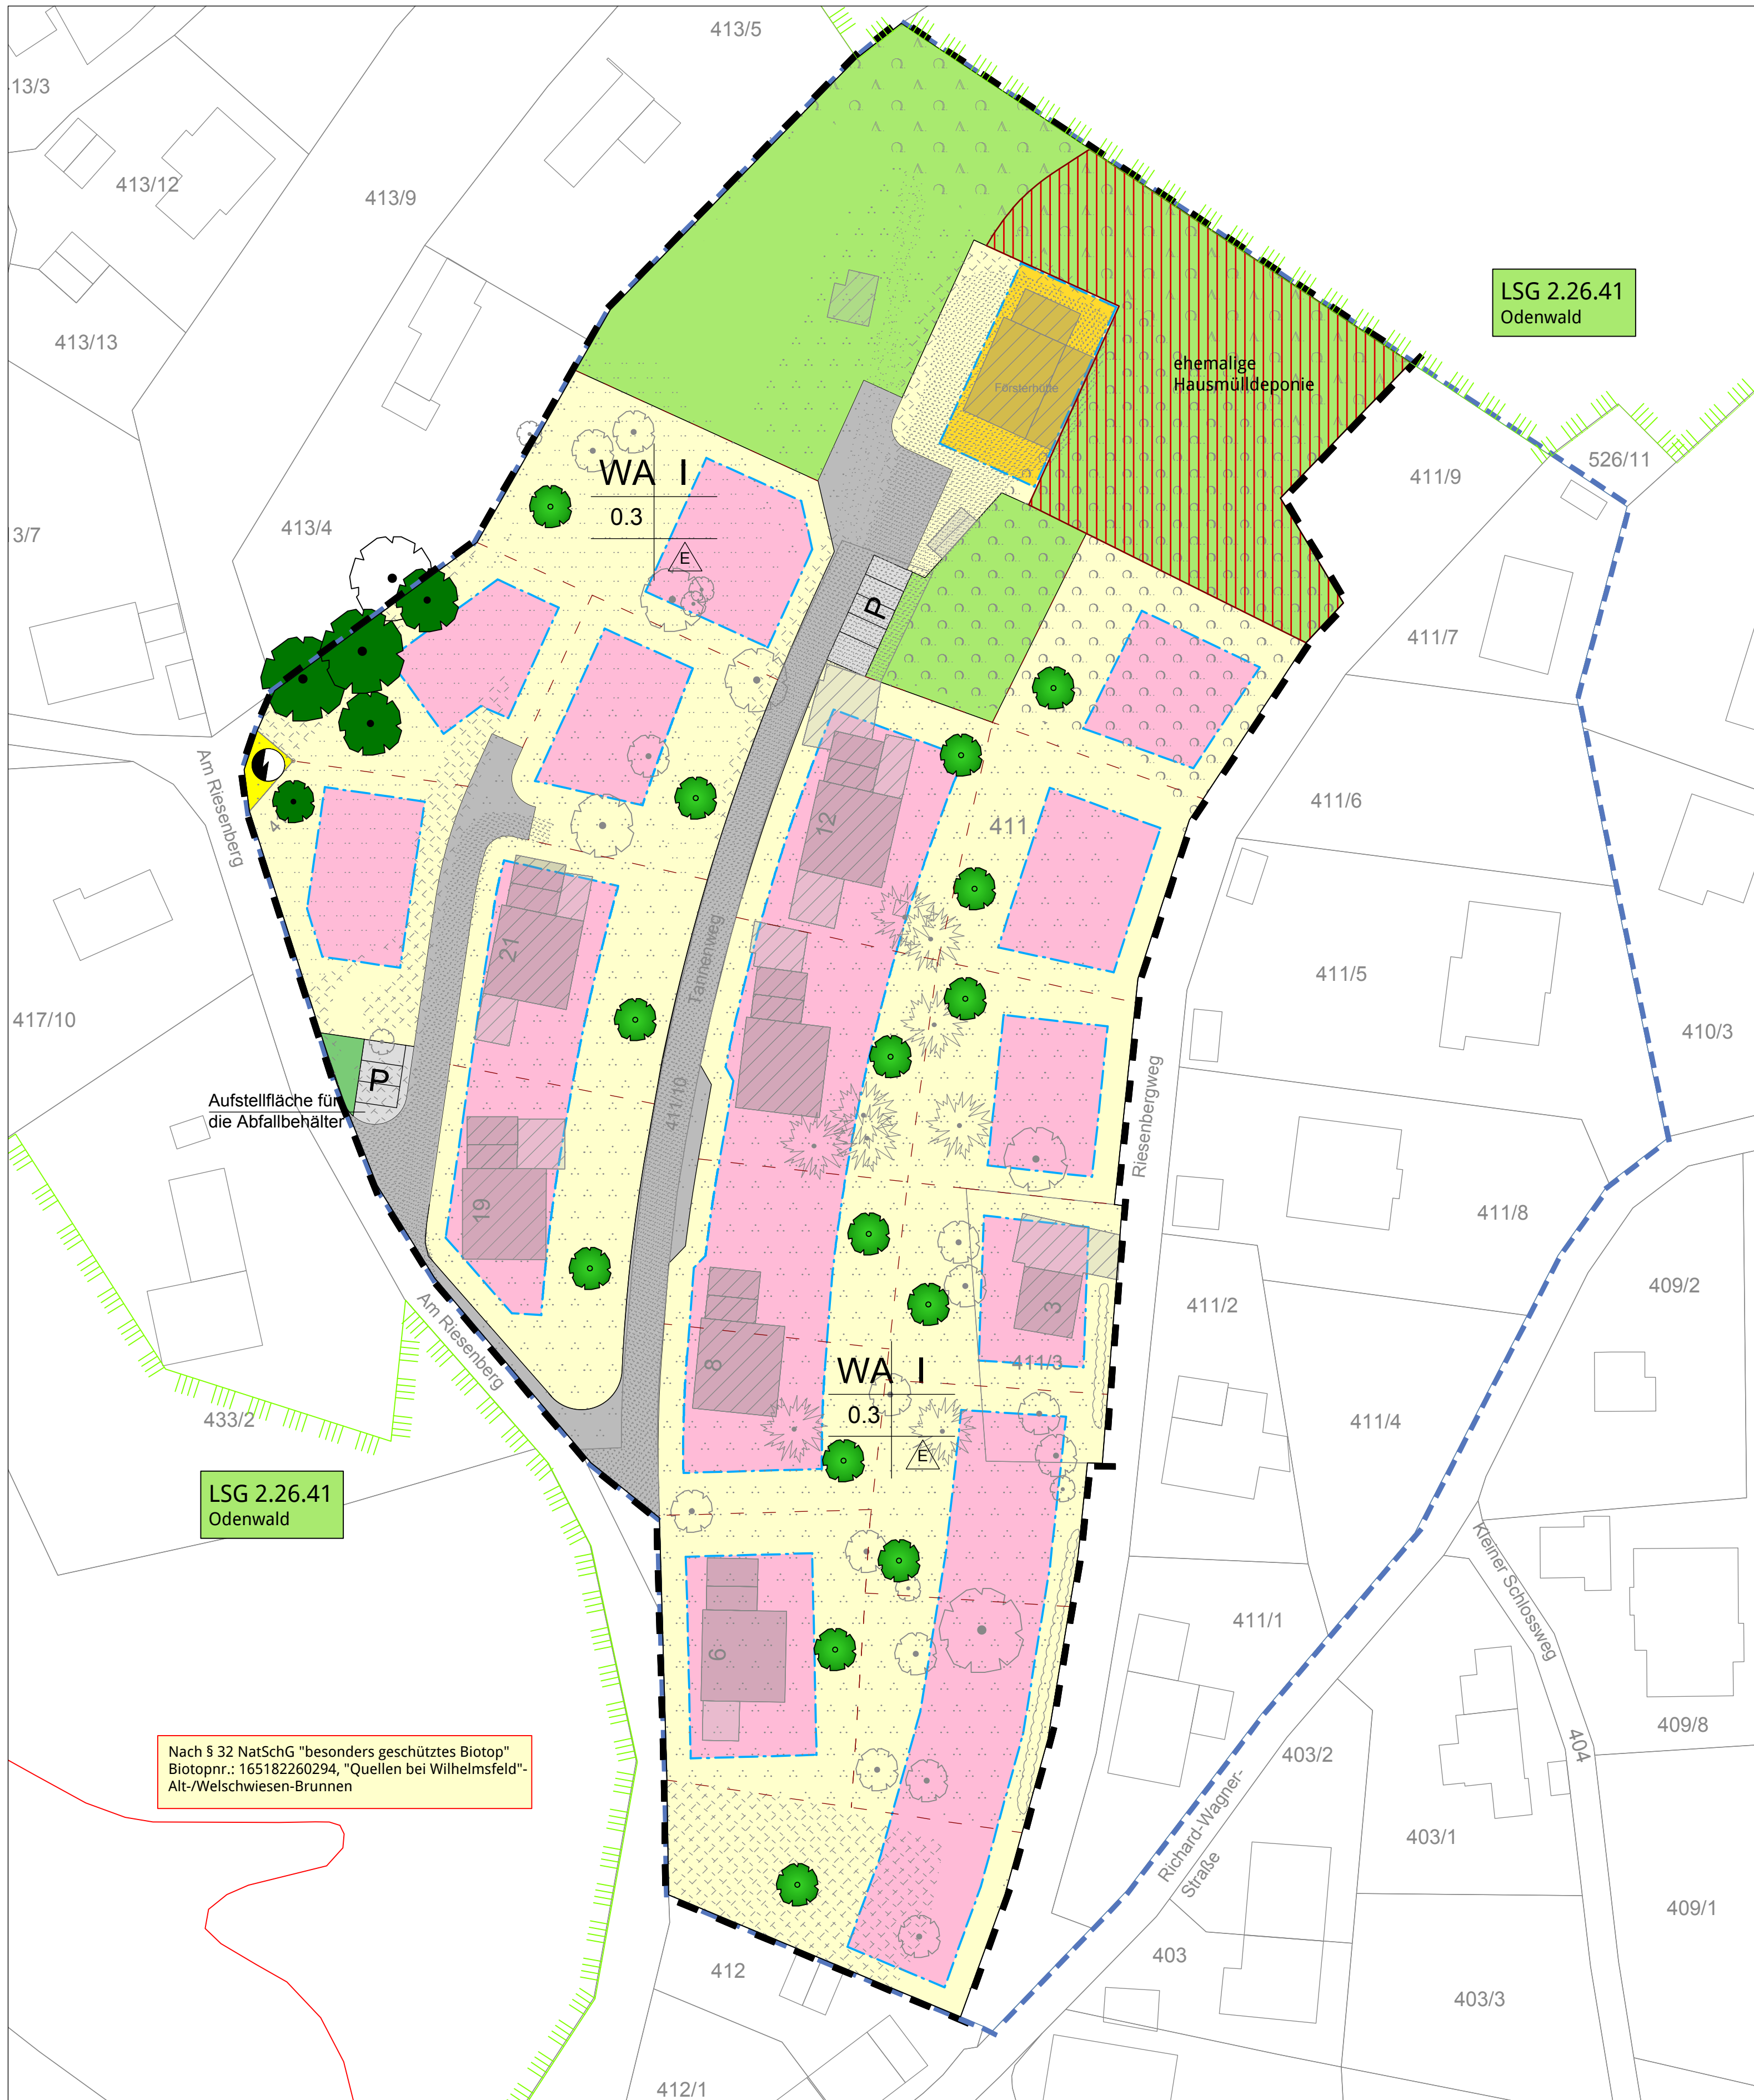 413/5
13/3
413/12
413/9
LSG 2.26.41
Odenwald
413/13
ehemalige
Hausmülldeponie
Försterhütte
WA I
0.3
E
526/11
411/9
413/4
3/7
P
411/7
Am Riesenberg
4
12
411
411/6
21
Tannenweg
411/5
417/10
410/3
P
Aufstellfläche für
die Abfallbehälter
411/10
Riesenbergweg
19
411/8
Am Riesenberg
3
411/2
409/2
8
WA I
411/3
0.3
E
433/2
411/4
LSG 2.26.41
Odenwald
Kleiner Schlossweg
6
411/1
Nach § 32 NatSchG "besonders geschütztes Biotop"
Biotopnr.: 165182260294, "Quellen bei Wilhelmsfeld"-
Alt-/Welschwiesen-Brunnen
404
409/8
403/2
Richard-Wagner-
Straße
403/1
409/1
412
403
403/3
412/1